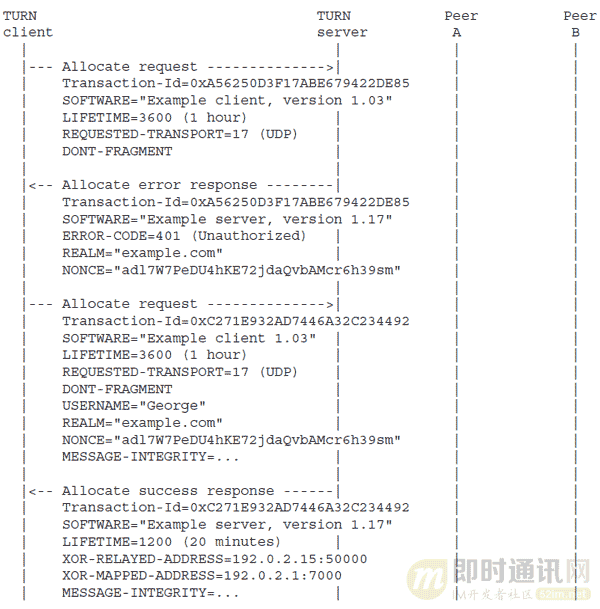 TURN                                 TURN           Peer          Peer
client                               server          A             B
|--- Allocate request -------------->|
Transaction-Id=0xA56250D3F17ABE679422DE85
SOFTWARE="Example client, version 1.03"
LIFETIME=3600 (1 hour)
REQUESTED-TRANSPORT=17 (UDP)
DONT-FRAGMENT
|<-- Allocate error response --------|
Transaction-Id=0xA56250D3F17ABE679422DE85
SOFTWARE="Example server, version 1.17"
ERROR-CODE=401 (Unauthorized)
REALM="example.com"
NONCE="adl7W7PeDU4hKE72jdaQvbAMcr6h39sm"
|--- Allocate request -------------->|
Transaction-Id=0xC271E932AD7446A32C234492
SOFTWARE="Example client 1.03"
LIFETIME=3600 (1 hour)
REQUESTED-TRANSPORT=17 (UDP)
DONT-FRAGMENT
USERNAME="George"
REALM="example.com"
NONCE="adl7W7PeDU4hKE72jdaQvbAMcr6h39sm"
MESSAGE-INTEGRITY=...
|<-- Allocate success response ------|
Transaction-Id=0xC271E932AD7446A32C234492
SOFTWARE="Example server, version 1.17"
LIFETIME=1200 (20 minutes)
XOR-RELAYED-ADDRESS=192.0.2.15:50000
XOR-MAPPED-ADDRESS=192.0.2.1:7000
MESSAGE-INTEGRITY=...
m 即时通讯网
IM开发者社区 52im.net